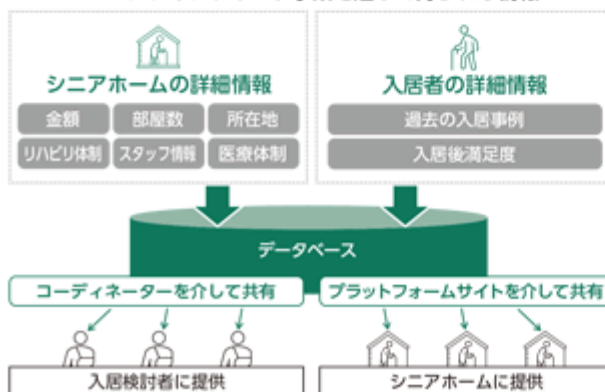 シニアホームの詳細情報
金額
部屋数
所在地
リハビリ体制
スタッフ情報
医療体制
入居者の詳細情報
過去の入居事例
入居後満足度
データベース
コーディネーターを介して共有
プラットフォームサイトを介して共有
入居検討者に提供
シニアホームに提供